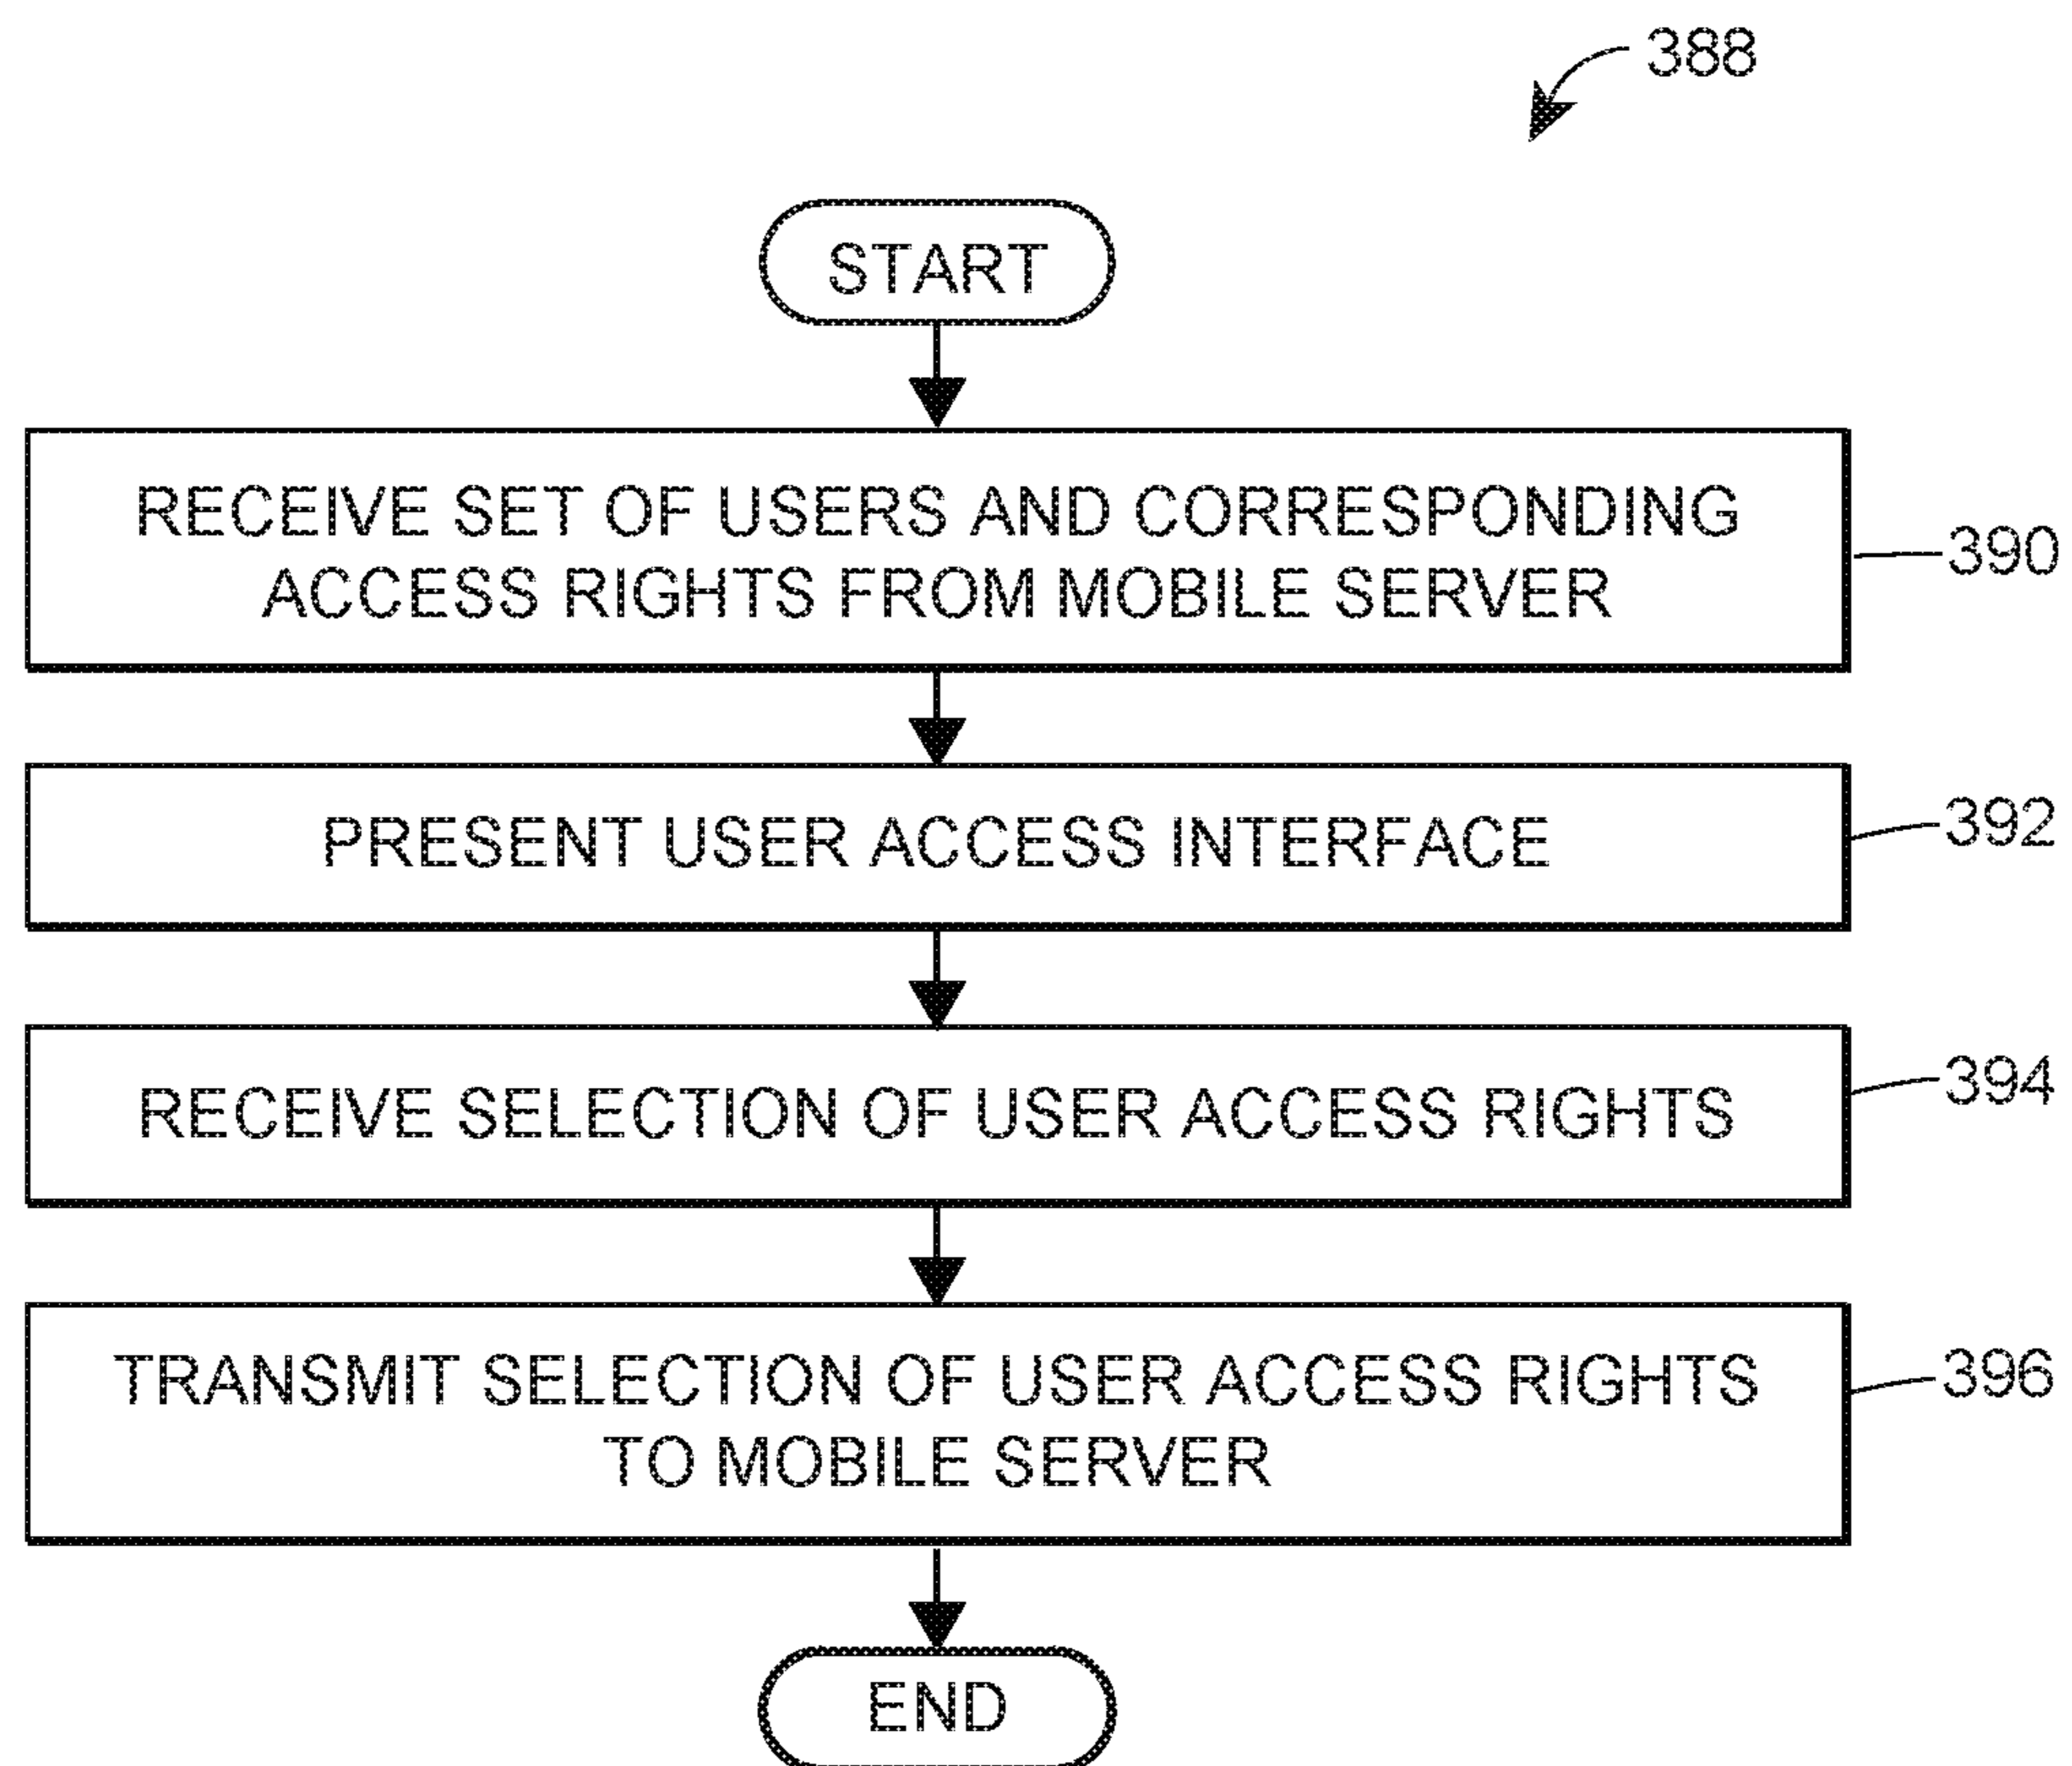 388
START
RECEIVE SET OF USERS AND CORRESPONDING
ACCESS RIGHTS FROM MOBILE SERVER
390
PRESENT USER ACCESS INTERFACE
392
RECEIVE SELECTION OF USER ACCESS RIGHTS
394
TRANSMIT SELECTION OF USER ACCESS RIGHTS
TO MOBILE SERVER
396
END